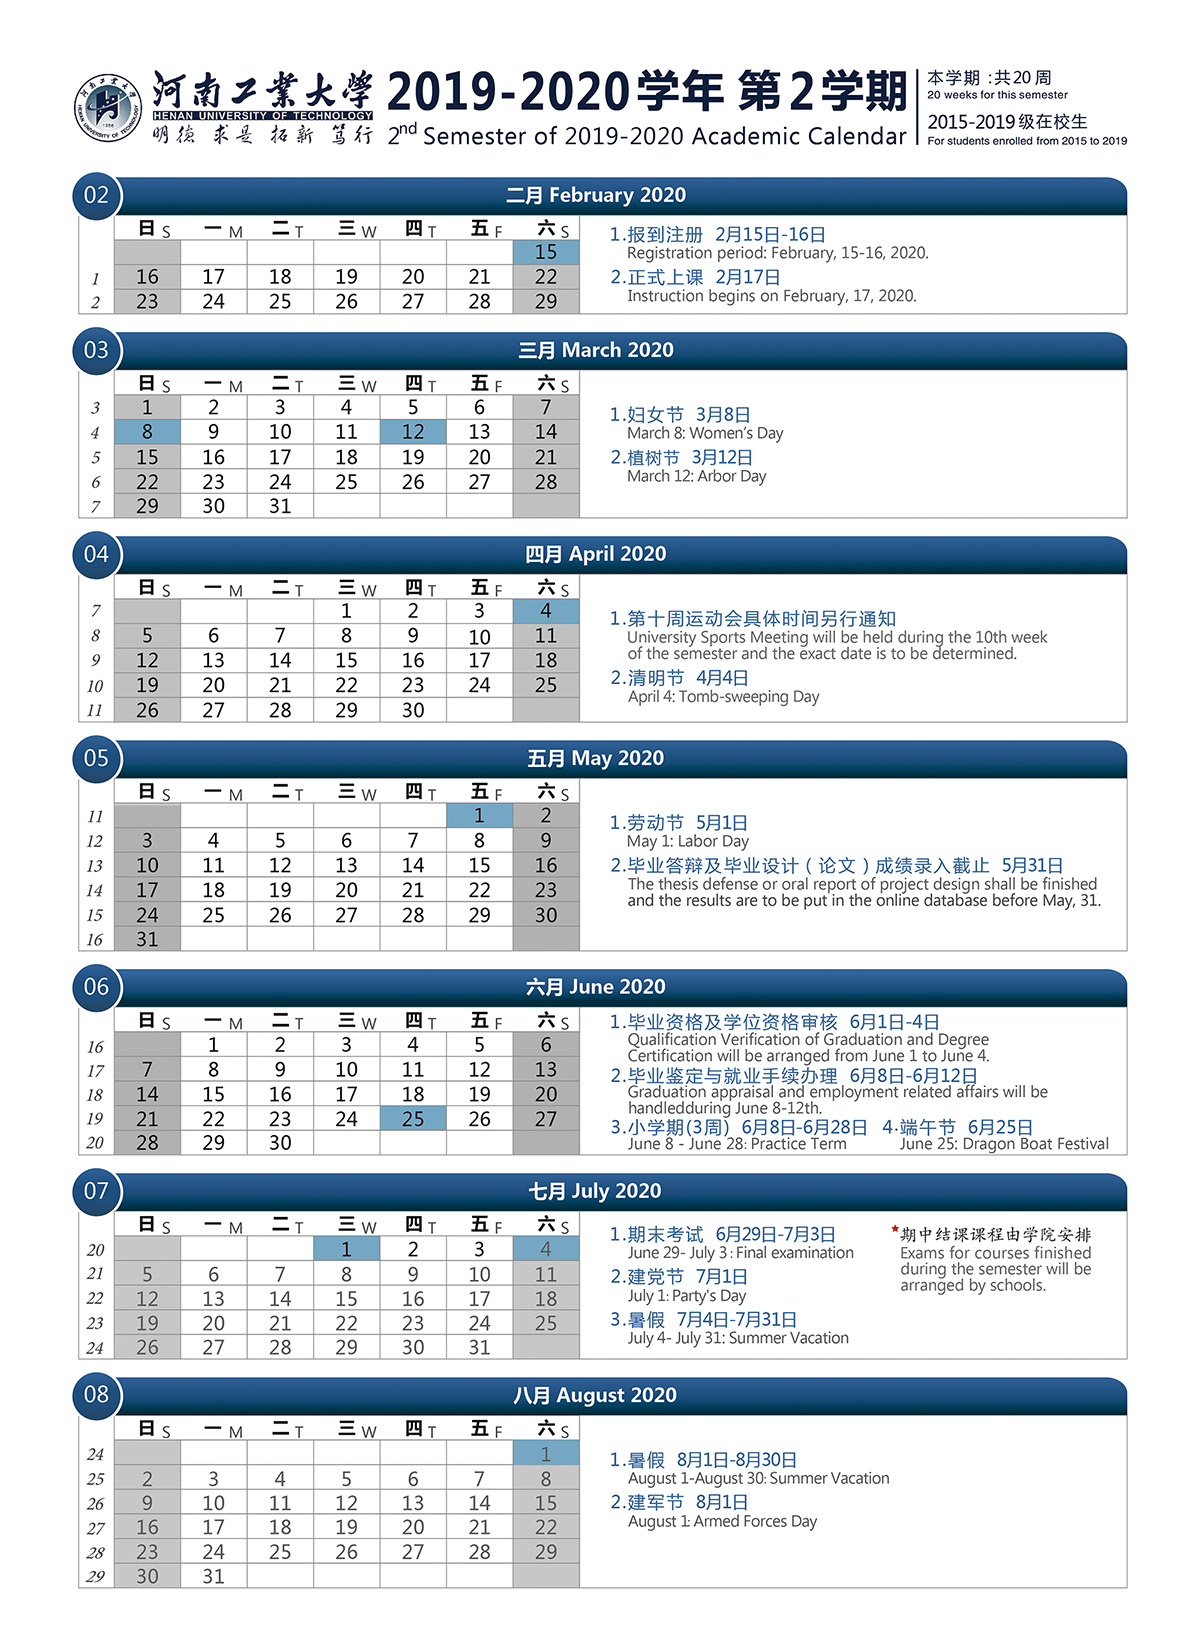 河南工業大學
HENAN UNIVERSITY OF TECHNOLOGY
明德 求是 拓新 笃行
2019-2020学年 第2学期
2nd Semester of 2019-2020 Academic Calendar
本学期 :共20 周
20 weeks for this semester
2015-2019 级在校生
For students enrolled from 2015 to 2019
02 二月 February 2020
日 S 一 M 二 T 三 W 四 T 五 F 六 S
15
1 16 17 18 19 20 21 22
2 23 24 25 26 27 28 29
1.报到注册 2月15日-16日
Registration period: February, 15-16, 2020.
2.正式上课 2月17日
Instruction begins on February, 17, 2020.
03 三月 March 2020
日 S 一 M 二 T 三 W 四 T 五 F 六 S
3 1 2 3 4 5 6 7
4 8 9 10 11 12 13 14
5 15 16 17 18 19 20 21
6 22 23 24 25 26 27 28
7 29 30 31
1.妇女节 3月8日
March 8: Women's Day
2.植树节 3月12日
March 12: Arbor Day
04 四月 April 2020
日 S 一 M 二 T 三 W 四 T 五 F 六 S
7 1 2 3 4
8 5 6 7 8 9 10 11
9 12 13 14 15 16 17 18
10 19 20 21 22 23 24 25
11 26 27 28 29 30
1.第十周运动会具体时间另行通知
University Sports Meeting will be held during the 10th week
of the semester and the exact date is to be determined.
2.清明节 4月4日
April 4: Tomb-sweeping Day
05 五月 May 2020
日 S 一 M 二 T 三 W 四 T 五 F 六 S
11 1 2
12 3 4 5 6 7 8 9
13 10 11 12 13 14 15 16
14 17 18 19 20 21 22 23
15 24 25 26 27 28 29 30
16 31
1.劳动节 5月1日
May 1: Labor Day
2.毕业答辩及毕业设计（论文）成绩录入截止 5月31日
The thesis defense or oral report of project design shall be finished
and the results are to be put in the online database before May, 31.
06 六月 June 2020
日 S 一 M 二 T 三 W 四 T 五 F 六 S
16 1 2 3 4 5 6
17 7 8 9 10 11 12 13
18 14 15 16 17 18 19 20
19 21 22 23 24 25 26 27
20 28 29 30
1.毕业资格及学位资格审核 6月1日-4日
Qualification Verification of Graduation and Degree
Certification will be arranged from June 1 to June 4.
2.毕业鉴定与就业手续办理 6月8日-6月12日
Graduation appraisal and employment related affairs will be
handledduring June 8-12th.
3.小学期(3周) 6月8日-6月28日 4.端午节 6月25日
June 8 - June 28: Practice Term June 25: Dragon Boat Festival
07 七月 July 2020
日 S 一 M 二 T 三 W 四 T 五 F 六 S
20 1 2 3 4
21 5 6 7 8 9 10 11
22 12 13 14 15 16 17 18
23 19 20 21 22 23 24 25
24 26 27 28 29 30 31
1.期末考试 6月29日-7月3日
June 29- July 3 : Final examination
2.建党节 7月1日
July 1: Party's Day
3.暑假 7月4日-7月31日
July 4- July 31: Summer Vacation
*期中结课课程由学院安排
Exams for courses finished
during the semester will be
arranged by schools.
08 八月 August 2020
日 S 一 M 二 T 三 W 四 T 五 F 六 S
24 1
25 2 3 4 5 6 7 8
26 9 10 11 12 13 14 15
27 16 17 18 19 20 21 22
28 23 24 25 26 27 28 29
29 30 31
1.暑假 8月1日-8月30日
August 1-August 30: Summer Vacation
2.建军节 8月1日
August 1: Armed Forces Day